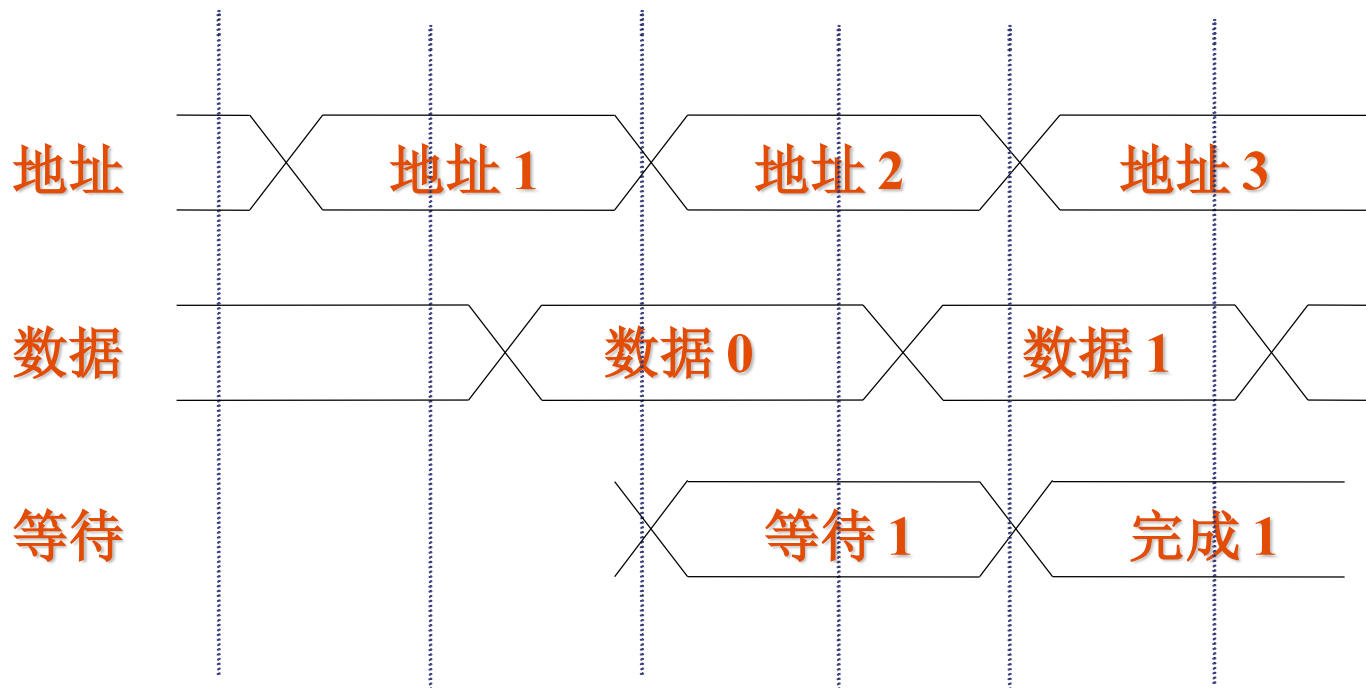 地址 地址 1 地址 2 地址 3
数据 数据 0 数据 1
等待 等待 1 完成 1